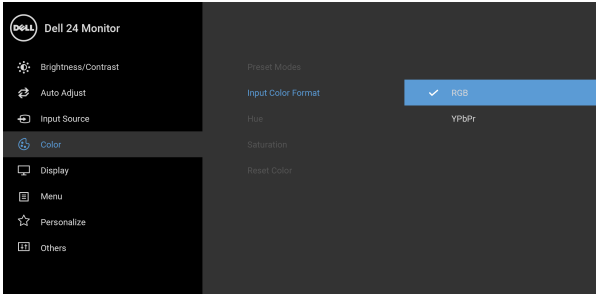 DELL Dell 24 Monitor
Brightness/Contrast Preset Modes
Auto Adjust Input Color Format RGB
Input Source Hue YPbPr
Color Saturation
Display Reset Color
Menu
Personalize
Others